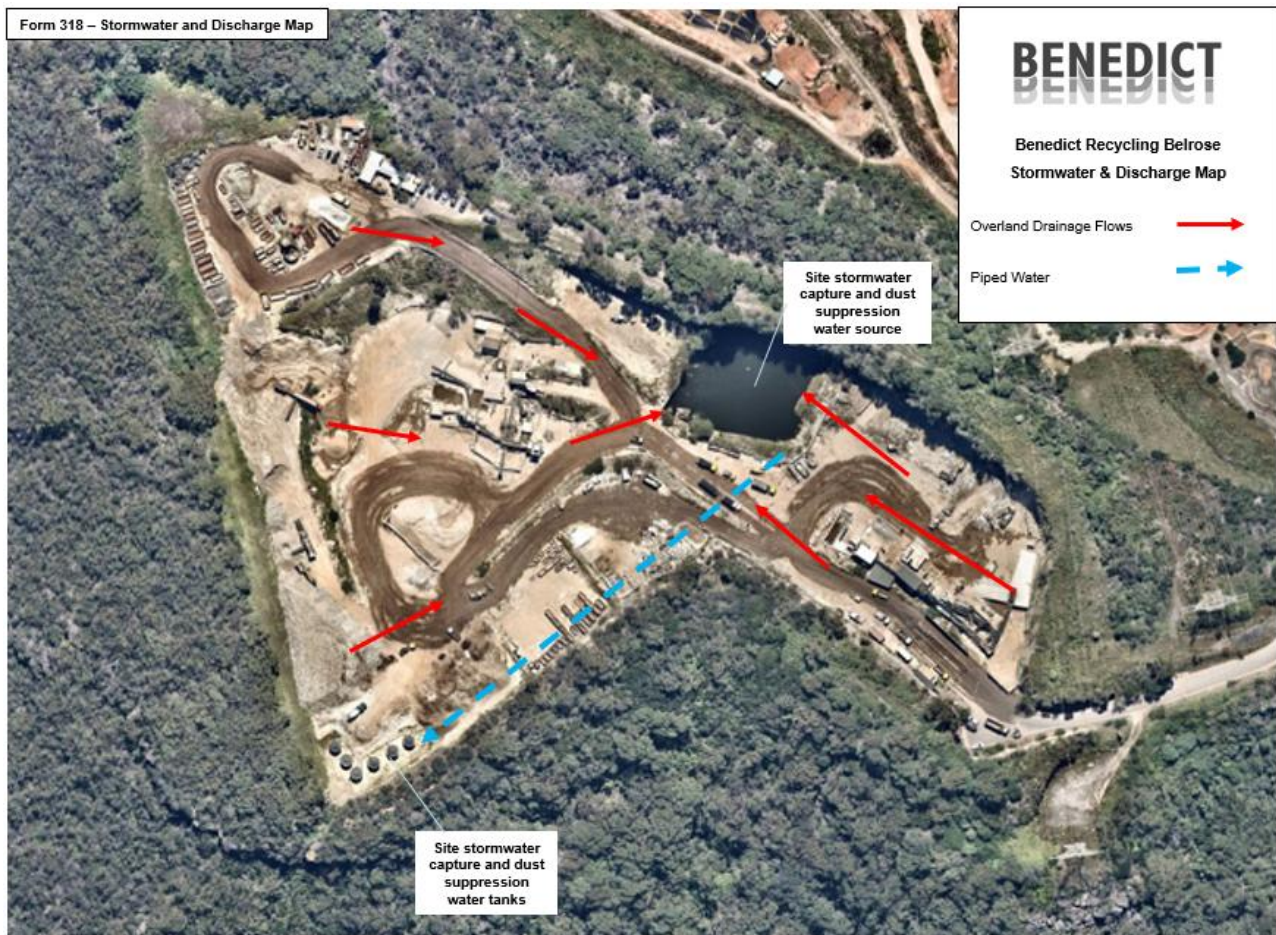 Form 318 – Stormwater and Discharge Map
BENEDICT
Benedict Recycling Belrose
Stormwater & Discharge Map
Overland Drainage Flows
Piped Water
Site stormwater
capture and dust
suppression
water source
Site stormwater
capture and dust
suppression
water tanks